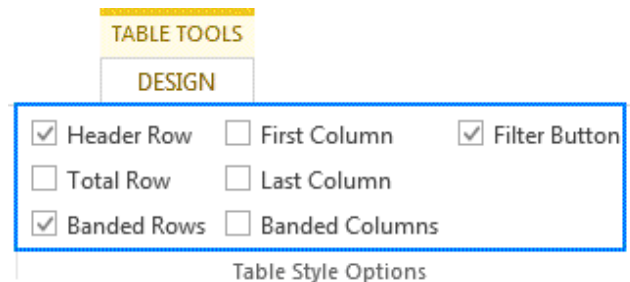 TABLE TOOLS
DESIGN
Header Row First Column Filter Button
Total Row Last Column
Banded Rows Banded Columns
Table Style Options